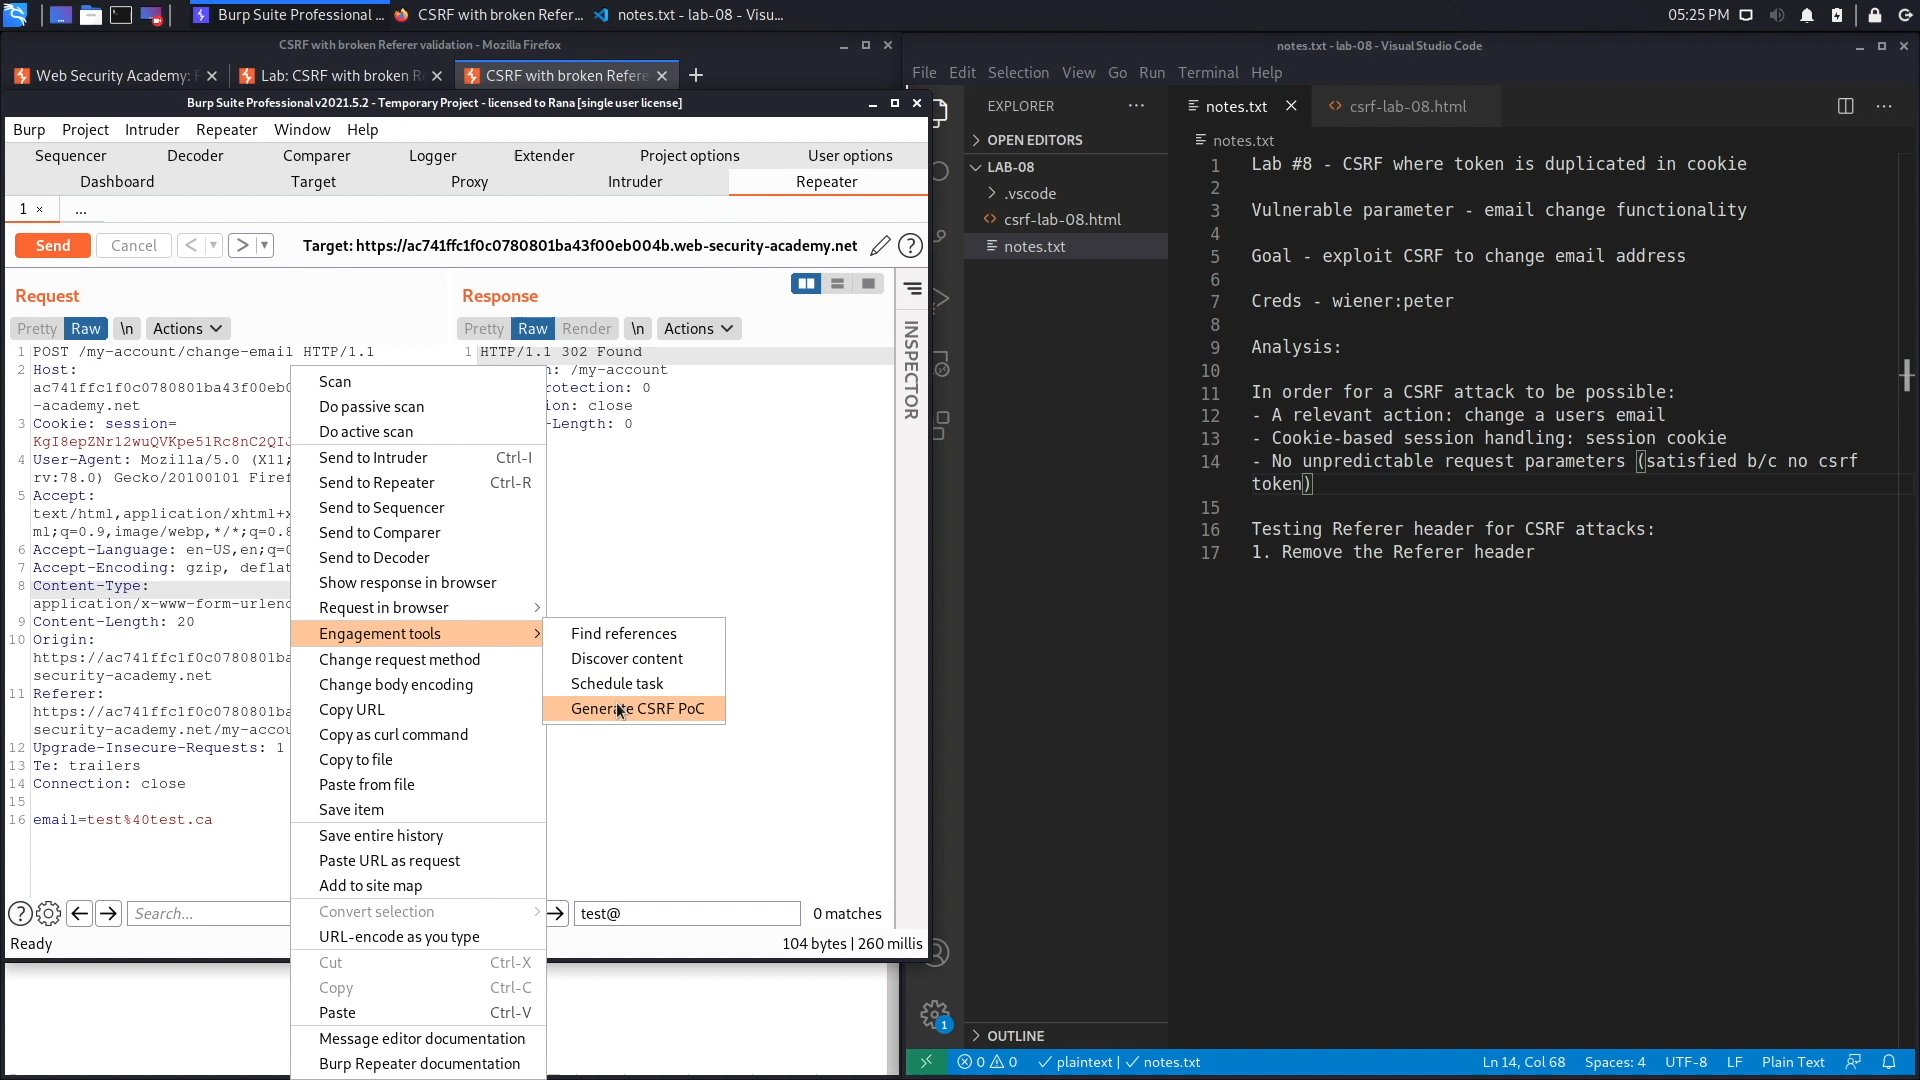 Burp Suite Professional ...
CSRF with broken Refer...
notes.txt - lab-08 - Visu...
05:25 PM
CSRF with broken Referer validation - Mozilla Firefox
Web Security Academy:
Lab: CSRF with broken R
CSRF with broken Refere
Burp Suite Professional v2021.5.2 - Temporary Project - licensed to Rana [single user license]
Burp Project Intruder Repeater Window Help
Sequencer Decoder Comparer Logger Extender Project options User options
Dashboard Target Proxy Intruder Repeater
1 × ...
Send Cancel < > Target: https://ac741ffc1f0c0780801ba43f00eb004b.web-security-academy.net
Request
Pretty Raw \n Actions
1 POST /my-account/change-email HTTP/1.1
2 Host:
ac741ffc1f0c0780801ba43f00eb0
-academy.net
3 Cookie: session=
KgI8epZNr12wuQVKpe51Rc8nC2QIJ
4 User-Agent: Mozilla/5.0 (X11;
rv:78.0) Gecko/20100101 Firef
5 Accept:
text/html,application/xhtml+x
ml;q=0.9,image/webp,*/*;q=0.8
6 Accept-Language: en-US,en;q=0
7 Accept-Encoding: gzip, deflat
8 Content-Type:
application/x-www-form-urlenc
9 Content-Length: 20
10 Origin:
https://ac741ffc1f0c0780801ba
security-academy.net
11 Referer:
https://ac741ffc1f0c0780801ba
security-academy.net/my-accou
12 Upgrade-Insecure-Requests: 1
13 Te: trailers
14 Connection: close
15
16 email=test%40test.ca
Response
Pretty Raw Render \n Actions
1 HTTP/1.1 302 Found
n: /my-account
rotection: 0
ion: close
-Length: 0
INSPECTOR
Scan
Do passive scan
Do active scan
Send to Intruder Ctrl-I
Send to Repeater Ctrl-R
Send to Sequencer
Send to Comparer
Send to Decoder
Show response in browser
Request in browser
Engagement tools
Change request method
Change body encoding
Copy URL
Copy as curl command
Copy to file
Paste from file
Save item
Save entire history
Paste URL as request
Add to site map
Convert selection
URL-encode as you type
Cut Ctrl-X
Copy Ctrl-C
Paste Ctrl-V
Message editor documentation
Burp Repeater documentation
Find references
Discover content
Schedule task
Generate CSRF PoC
Search...
test@
0 matches
Ready
104 bytes | 260 millis
notes.txt - lab-08 - Visual Studio Code
File Edit Selection View Go Run Terminal Help
EXPLORER ...
OPEN EDITORS
LAB-08
.vscode
csrf-lab-08.html
notes.txt
OUTLINE
notes.txt
csrf-lab-08.html
notes.txt
1 Lab #8 - CSRF where token is duplicated in cookie
2
3 Vulnerable parameter - email change functionality
4
5 Goal - exploit CSRF to change email address
6
7 Creds - wiener:peter
8
9 Analysis:
10
11 In order for a CSRF attack to be possible:
12 - A relevant action: change a users email
13 - Cookie-based session handling: session cookie
14 - No unpredictable request parameters (satisfied b/c no csrf
token)
15
16 Testing Referer header for CSRF attacks:
17 1. Remove the Referer header
1
0 0 plaintext | notes.txt
Ln 14, Col 68 Spaces: 4 UTF-8 LF Plain Text